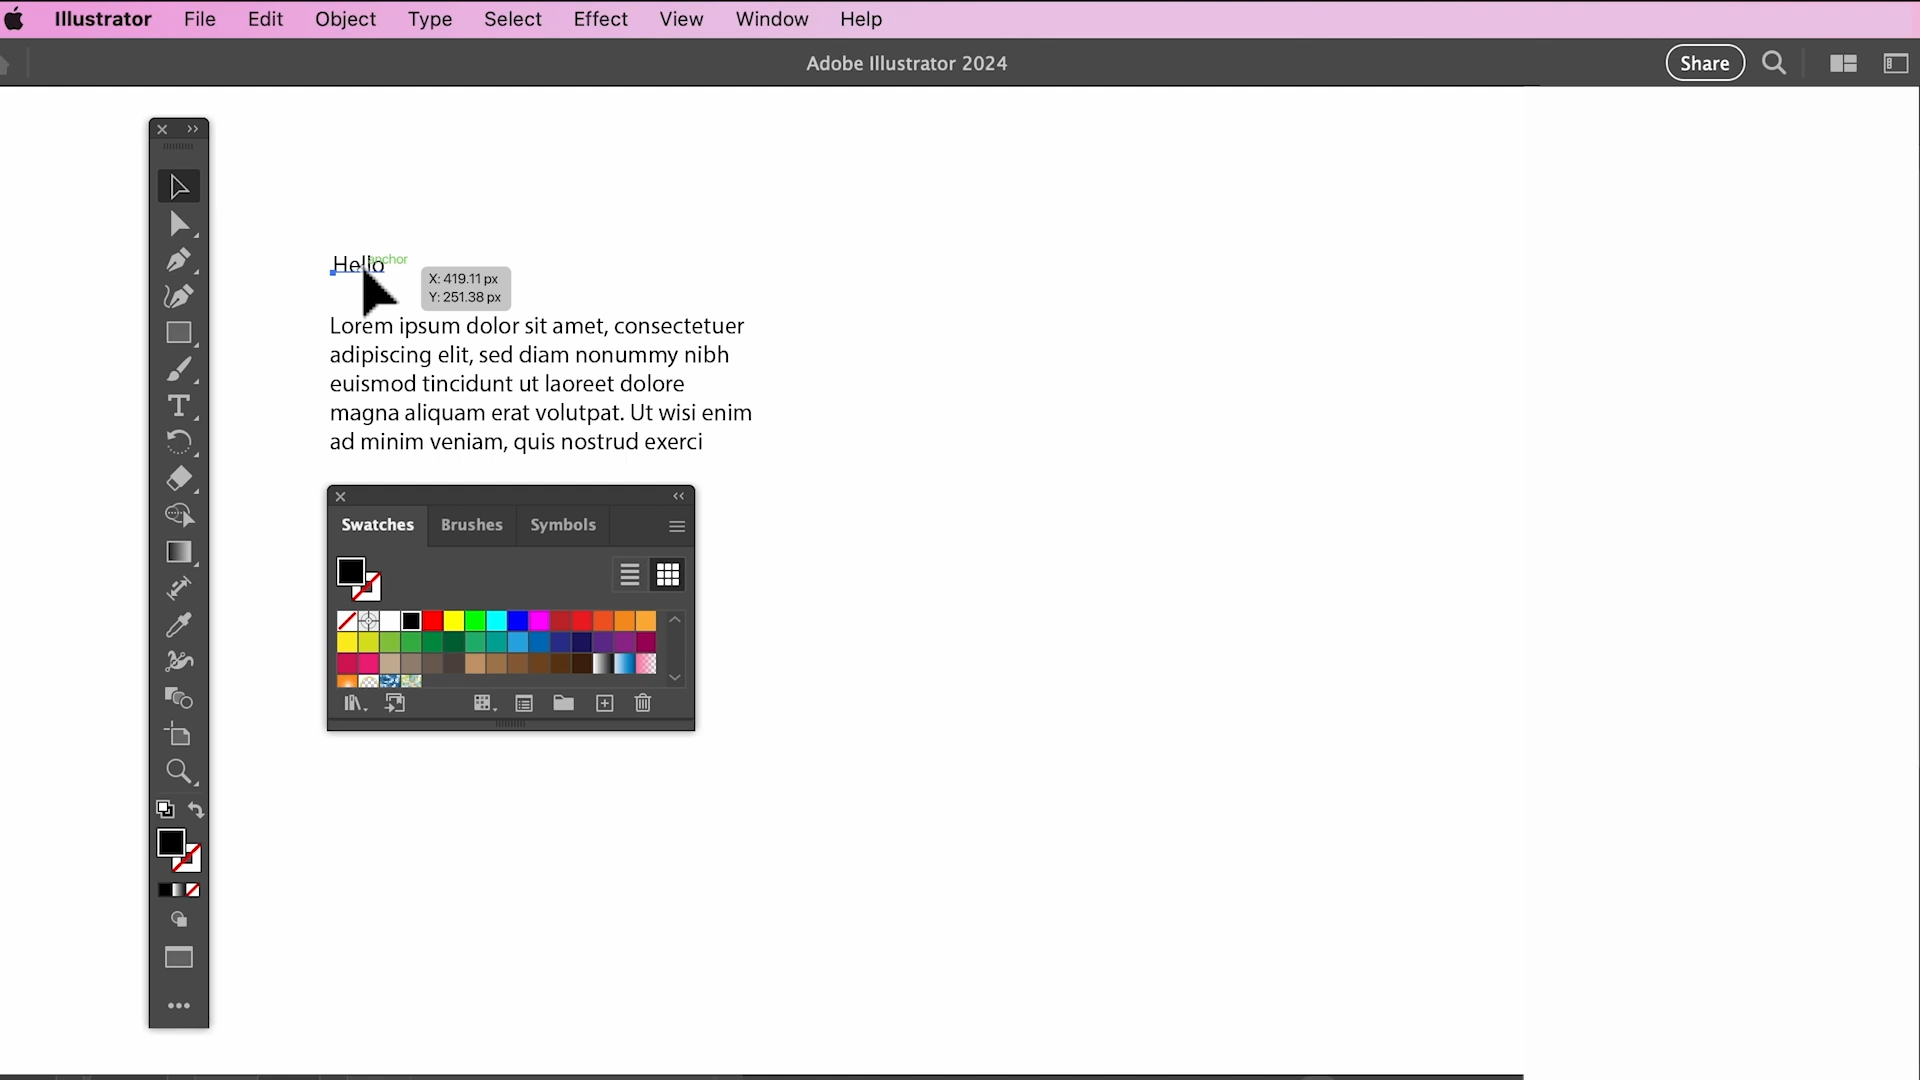 Illustrator File Edit Object Type Select Effect View Window Help
Adobe Illustrator 2024
Share
Hello
anchor
X: 419.11 px
Y: 251.38 px
Lorem ipsum dolor sit amet, consectetuer
adipiscing elit, sed diam nonummy nibh
euismod tincidunt ut laoreet dolore
magna aliquam erat volutpat. Ut wisi enim
ad minim veniam, quis nostrud exerci
Swatches Brushes Symbols